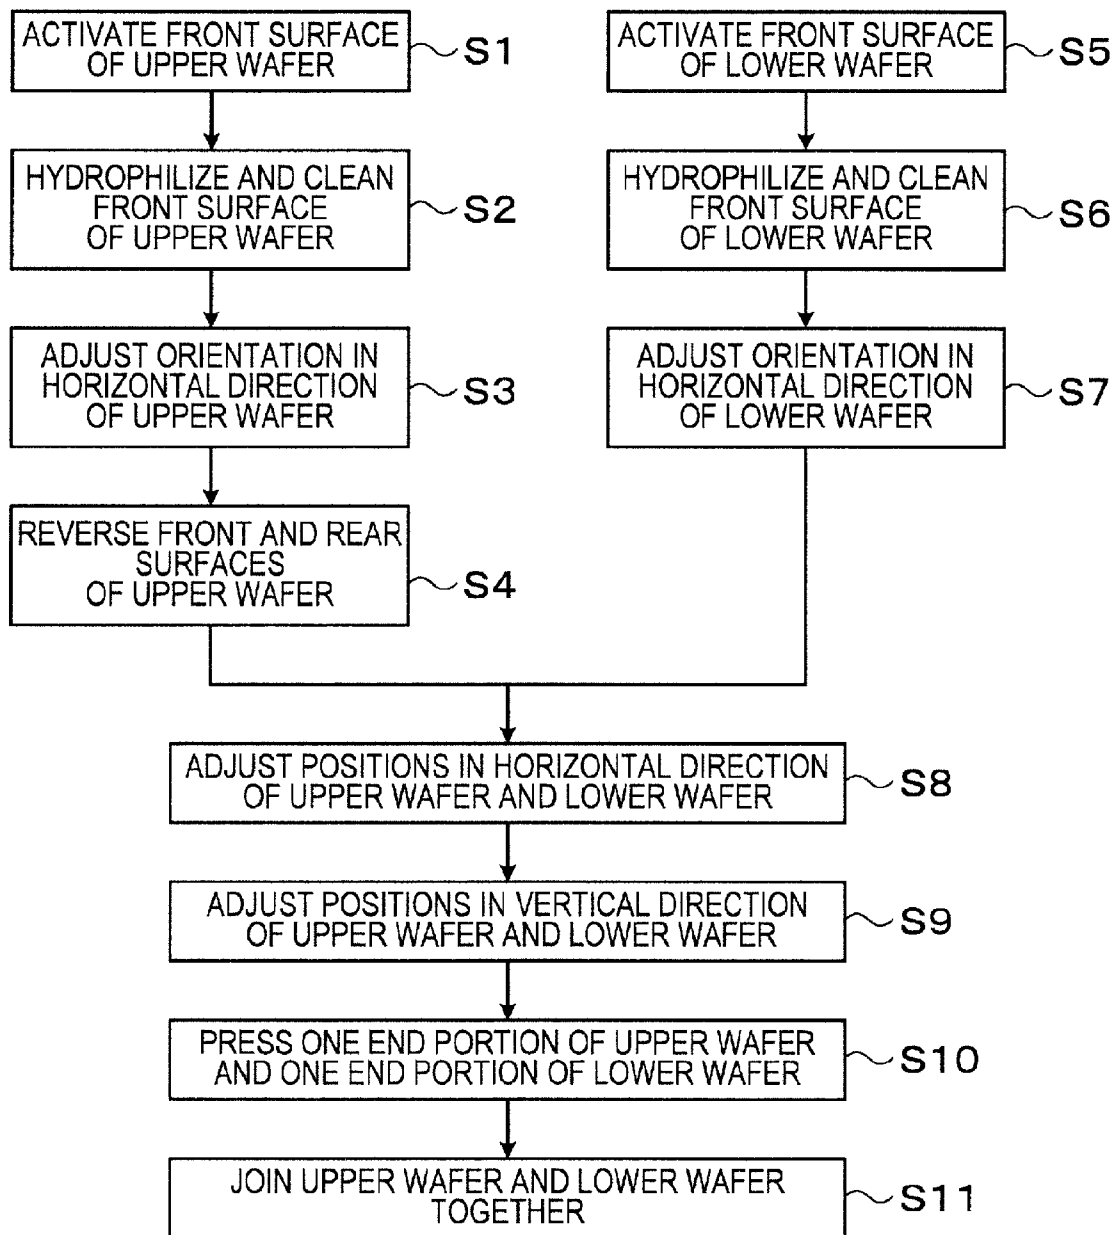 ACTIVATE FRONT SURFACE
OF UPPER WAFER
S1
HYDROPHILIZE AND CLEAN
FRONT SURFACE
OF UPPER WAFER
S2
ADJUST ORIENTATION IN
HORIZONTAL DIRECTION
OF UPPER WAFER
S3
REVERSE FRONT AND REAR
SURFACES
OF UPPER WAFER
S4
ACTIVATE FRONT SURFACE
OF LOWER WAFER
S5
HYDROPHILIZE AND CLEAN
FRONT SURFACE
OF LOWER WAFER
S6
ADJUST ORIENTATION IN
HORIZONTAL DIRECTION
OF LOWER WAFER
S7
ADJUST POSITIONS IN HORIZONTAL DIRECTION
OF UPPER WAFER AND LOWER WAFER
S8
ADJUST POSITIONS IN VERTICAL DIRECTION
OF UPPER WAFER AND LOWER WAFER
S9
PRESS ONE END PORTION OF UPPER WAFER
AND ONE END PORTION OF LOWER WAFER
S10
JOIN UPPER WAFER AND LOWER WAFER
TOGETHER
S11